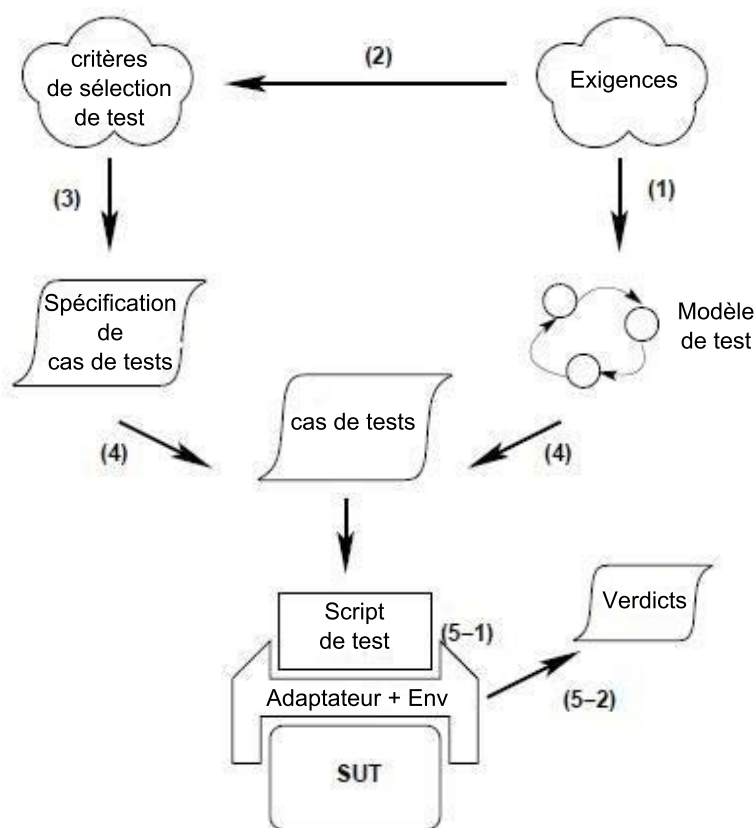 critères
de sélection
de test
(2)
Exigences
(3)
(1)
Spécification
de
cas de tests
Modèle
de test
(4)
cas de tests
(4)
Script
de test
(5–1)
Verdicts
Adaptateur + Env
(5–2)
SUT